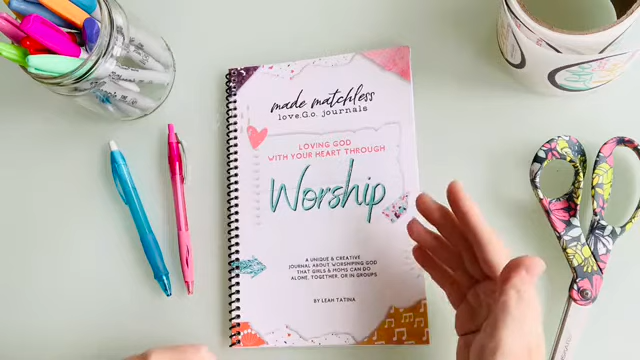 made matchless
love.G.o. journals
LOVING GOD
WITH YOUR HEART THROUGH
Worship
A UNIQUE & CREATIVE
JOURNAL ABOUT WORSHIPING GOD
THAT GIRLS & MOMS CAN DO
ALONE, TOGETHER, OR IN GROUPS
BY LEAH TATINA